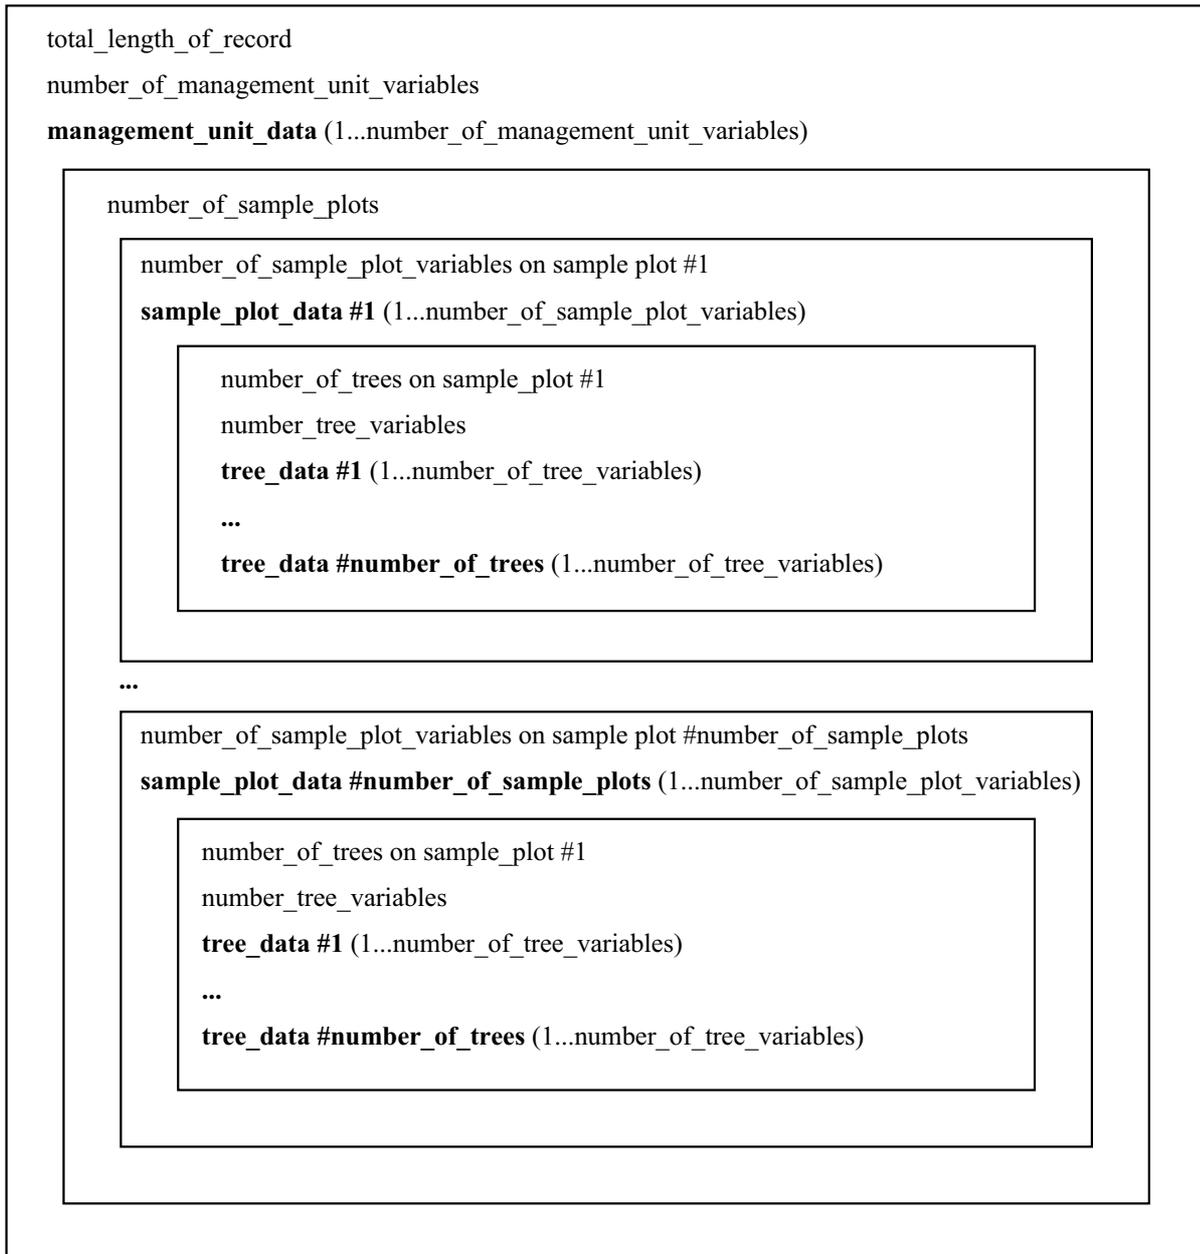 total_length_of_record
number_of_management_unit_variables
management_unit_data (1...number_of_management_unit_variables)
number_of_sample_plots
number_of_sample_plot_variables on sample plot #1
sample_plot_data #1 (1...number_of_sample_plot_variables)
number_of_trees on sample_plot #1
number_tree_variables
tree_data #1 (1...number_of_tree_variables)
...
tree_data #number_of_trees (1...number_of_tree_variables)
...
number_of_sample_plot_variables on sample plot #number_of_sample_plots
sample_plot_data #number_of_sample_plots (1...number_of_sample_plot_variables)
number_of_trees on sample_plot #1
number_tree_variables
tree_data #1 (1...number_of_tree_variables)
...
tree_data #number_of_trees (1...number_of_tree_variables)